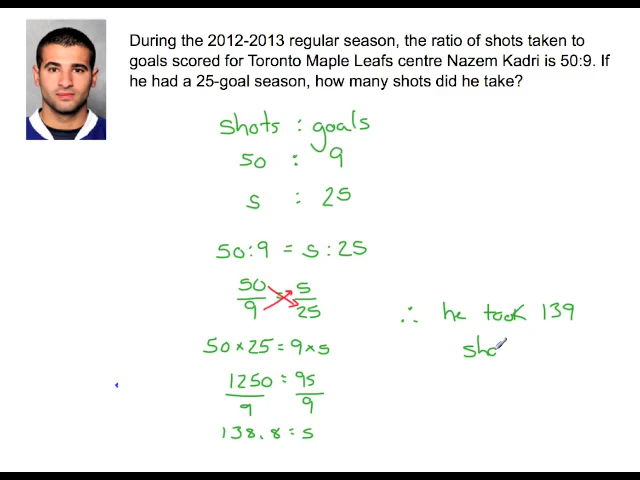 During the 2012-2013 regular season, the ratio of shots taken to
goals scored for Toronto Maple Leafs centre Nazem Kadri is 50:9. If
he had a 25-goal season, how many shots did he take?
shots : goals
50 : 9
s : 25
50:9 = s:25
50/9 = s/25
50×25 = 9×s
1250/9 = 9s/9
138.8 = s
∴ he took 139
sho